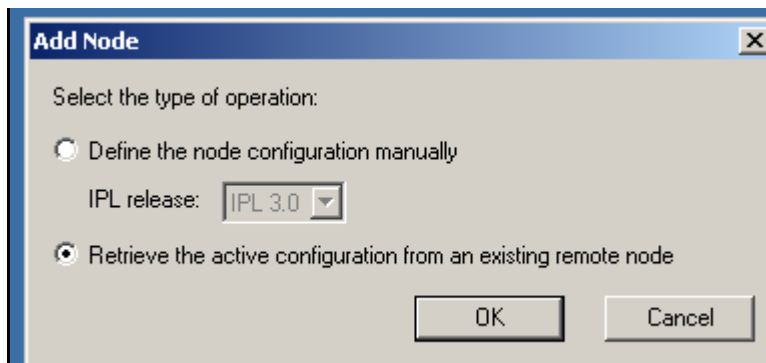 Add Node
Select the type of operation:
Define the node configuration manually
IPL release: IPL 3.0
Retrieve the active configuration from an existing remote node
OK Cancel